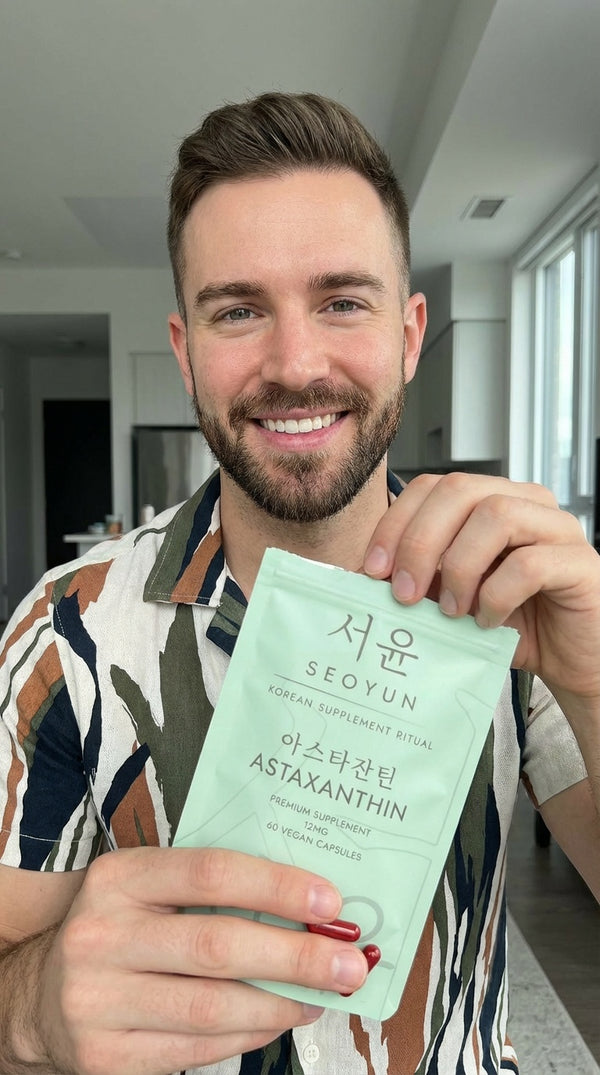 서윤
SEOYUN
KOREAN SUPPLEMENT RITUAL
아스타잔틴
ASTAXANTHIN
PREMIUM SUPPLEMENT
12MG
60 VEGAN CAPSULES